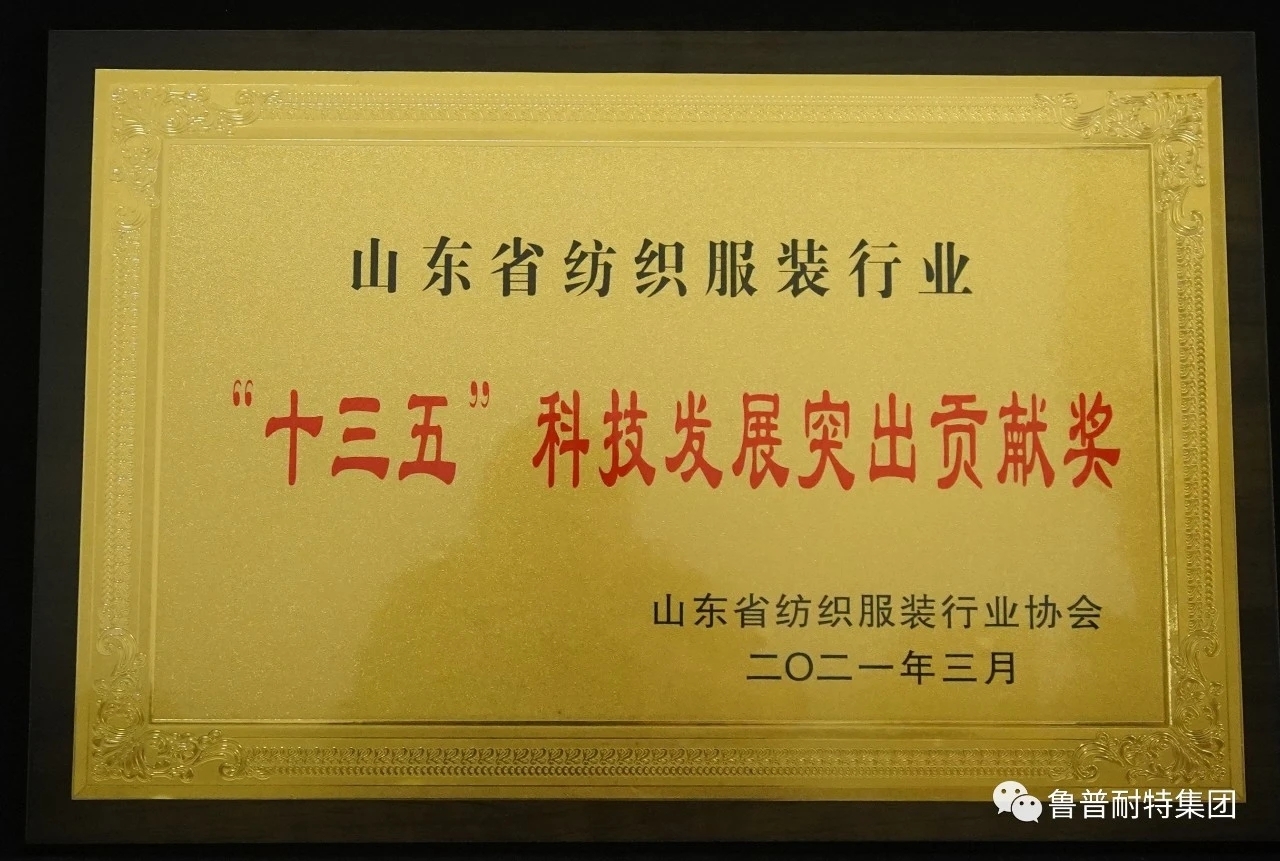 山东省纺织服装行业
“十三五”科技发展突出贡献奖
山东省纺织服装行业协会
二〇二一年三月
鲁普耐特集团